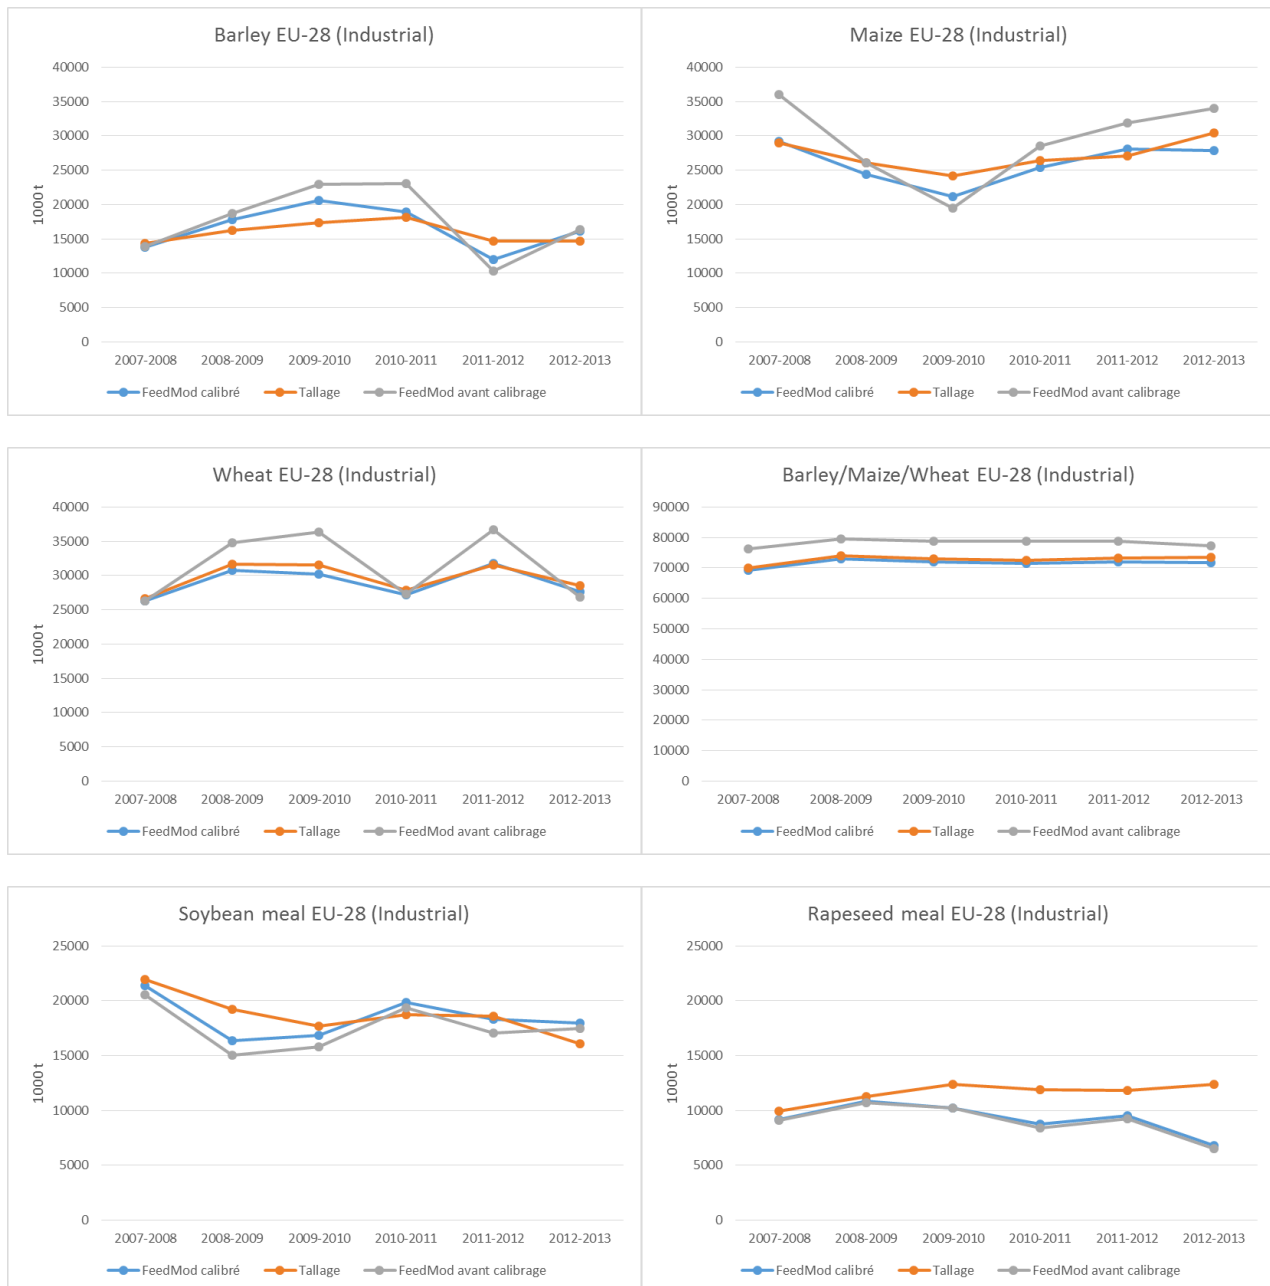 Barley EU-28 (Industrial)
40000
35000
30000
25000
20000
15000
10000
5000
0
1000 t
2007-2008 2008-2009 2009-2010 2010-2011 2011-2012 2012-2013
FeedMod calibré Tallage FeedMod avant calibrage
Maize EU-28 (Industrial)
40000
35000
30000
25000
20000
15000
10000
5000
0
1000 t
2007-2008 2008-2009 2009-2010 2010-2011 2011-2012 2012-2013
FeedMod calibré Tallage FeedMod avant calibrage
Wheat EU-28 (Industrial)
40000
35000
30000
25000
20000
15000
10000
5000
0
1000 t
2007-2008 2008-2009 2009-2010 2010-2011 2011-2012 2012-2013
FeedMod calibré Tallage FeedMod avant calibrage
Barley/Maize/Wheat EU-28 (Industrial)
90000
80000
70000
60000
50000
40000
30000
20000
10000
0
2007-2008 2008-2009 2009-2010 2010-2011 2011-2012 2012-2013
FeedMod calibré Tallage FeedMod avant calibrage
Soybean meal EU-28 (Industrial)
25000
20000
15000
10000
5000
0
1000 t
2007-2008 2008-2009 2009-2010 2010-2011 2011-2012 2012-2013
FeedMod calibré Tallage FeedMod avant calibrage
Rapeseed meal EU-28 (Industrial)
25000
20000
15000
10000
5000
0
1000 t
2007-2008 2008-2009 2009-2010 2010-2011 2011-2012 2012-2013
FeedMod calibré Tallage FeedMod avant calibrage